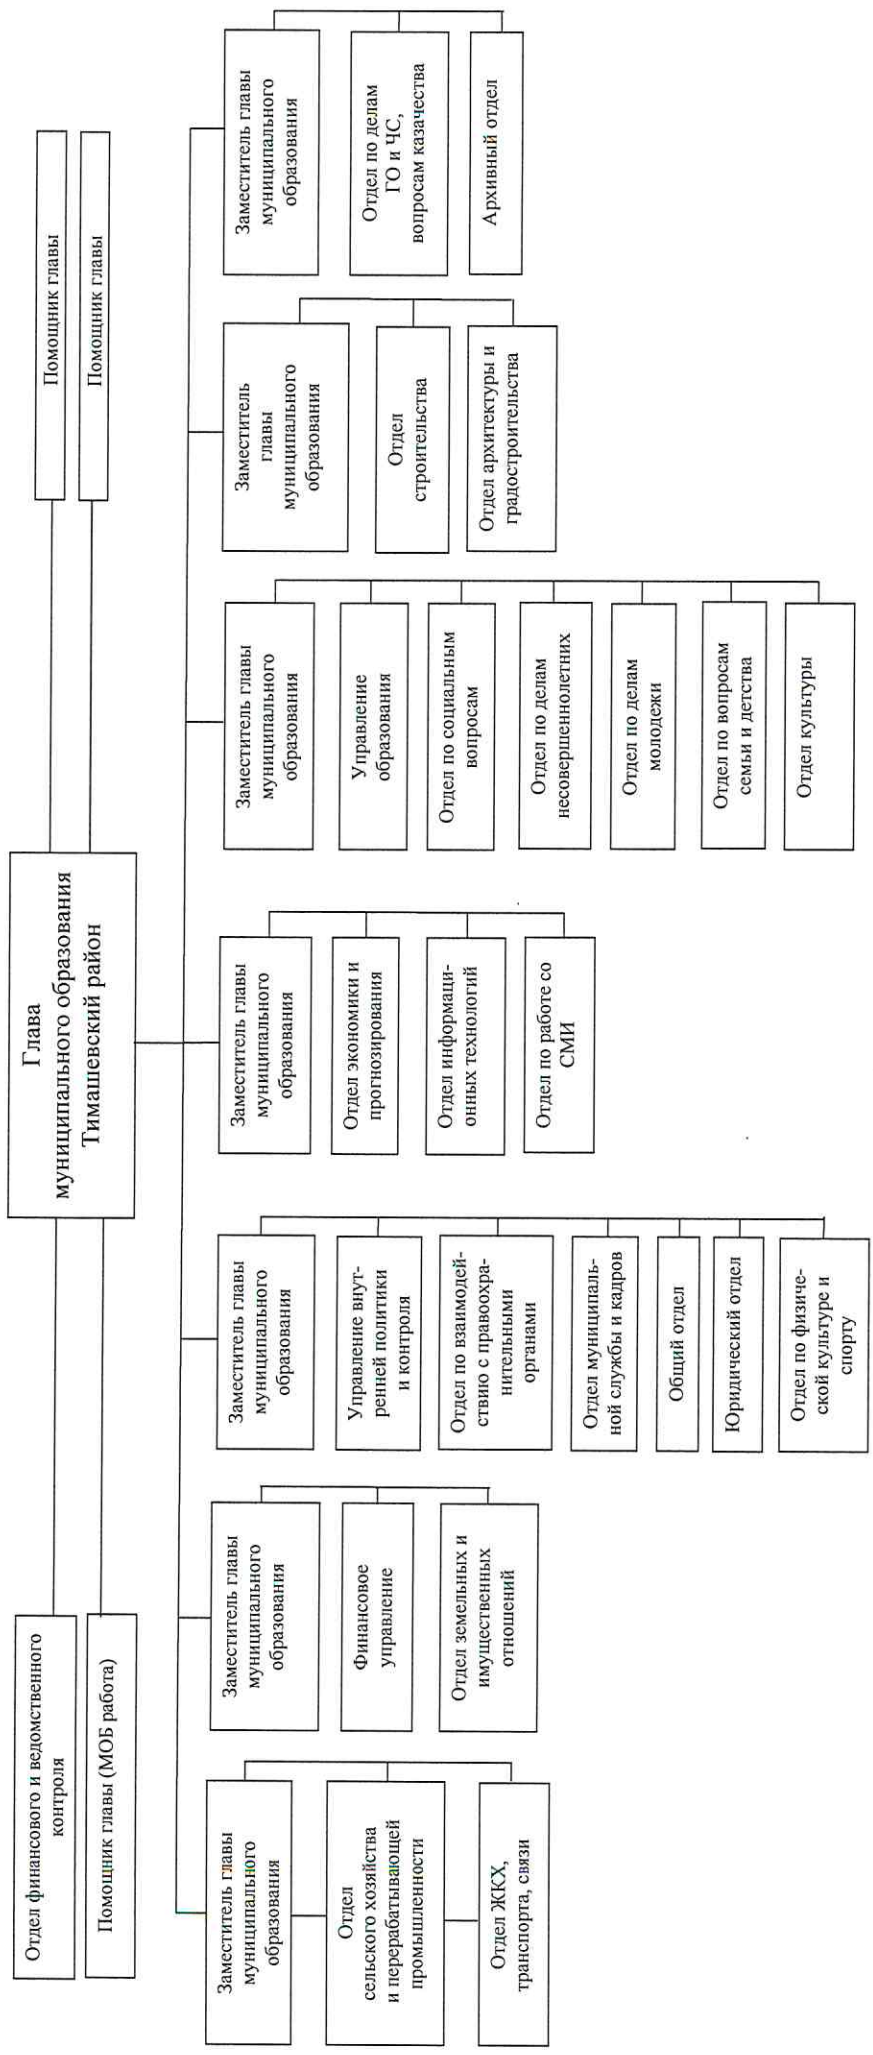 Глава
муниципального образования
Тимашевский район
Отдел финансового и ведомственного
контроля
Помощник главы (МОБ работа)
Помощник главы
Помощник главы
Заместитель главы
муниципального
образования
Отдел
сельского хозяйства
и перерабатывающей
промышленности
Отдел ЖКХ,
транспорта, связи
Заместитель главы
муниципального
образования
Финансовое
управление
Отдел земельных и
имущественных
отношений
Заместитель главы
муниципального
образования
Управление внут-
ренней политики
и контроля
Отдел по взаимодей-
ствию с правоохра-
нительными
органами
Отдел муниципаль-
ной службы и кадров
Общий отдел
Юридический отдел
Отдел по физиче-
ской культуре и
спорту
Заместитель главы
муниципального
образования
Отдел экономики и
прогнозирования
Отдел информаци-
онных технологий
Отдел по работе со
СМИ
Заместитель главы
муниципального
образования
Управление
образования
Отдел по социальным
вопросам
Отдел по делам
несовершеннолетних
Отдел по делам
молодежи
Отдел по вопросам
семьи и детства
Отдел культуры
Заместитель
главы
муниципального
образования
Отдел
строительства
Отдел архитектуры и
градостроительства
Заместитель главы
муниципального
образования
Отдел по делам
ГО и ЧС,
вопросам казачества
Архивный отдел